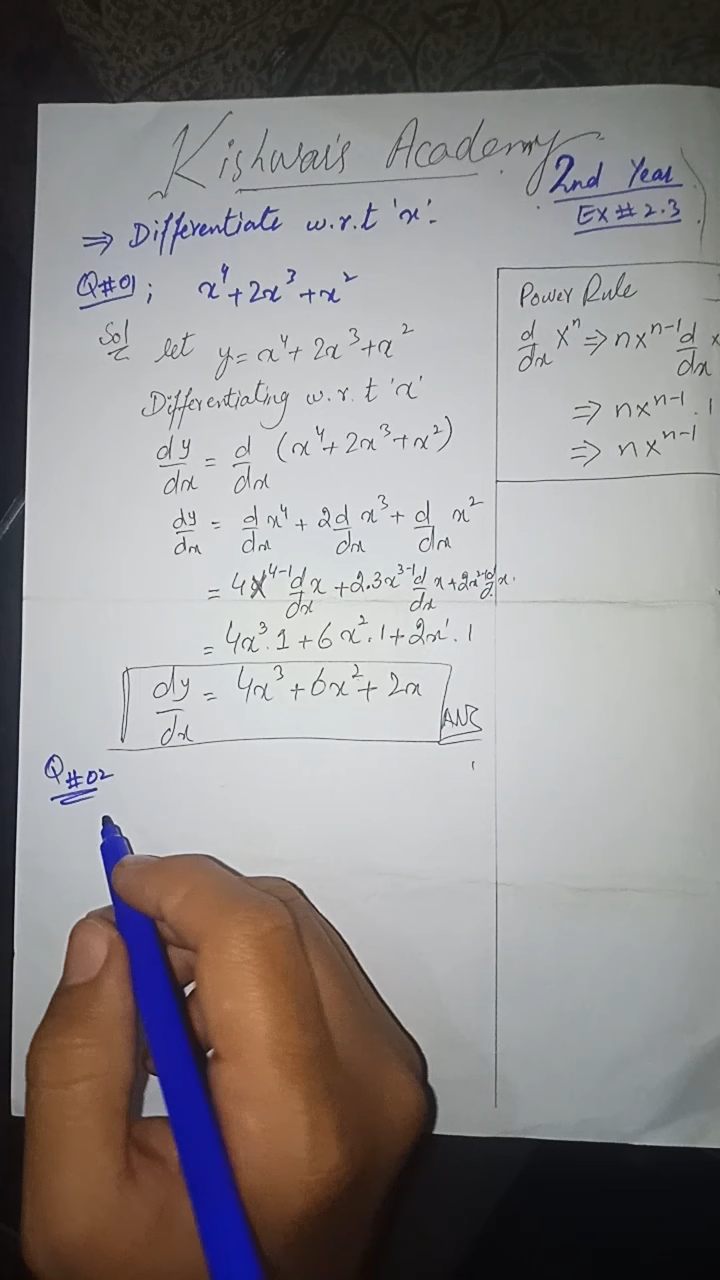 Kishwar's Academy
2nd Year
Ex # 2.3
⇒ Differentiate w.r.t 'x':
Q#01; x⁴+2x³+x²
Sol let y=x⁴+2x³+x²
Differentiating w.r.t 'x'
dy/dx = d/dx (x⁴+2x³+x²)
dy/dx = d/dx x⁴ + 2d/dx x³ + d/dx x²
= 4x⁴⁻¹ d/dx x + 2.3x³⁻¹ d/dx x + 2x²⁻¹ d/dx x.
= 4x³.1 + 6x².1 + 2x¹.1
dy/dx = 4x³ + 6x² + 2x
ANS
Q#02
Power Rule
d/dx xⁿ ⇒ nxⁿ⁻¹ d/dx x
⇒ nxⁿ⁻¹.1
⇒ nxⁿ⁻¹